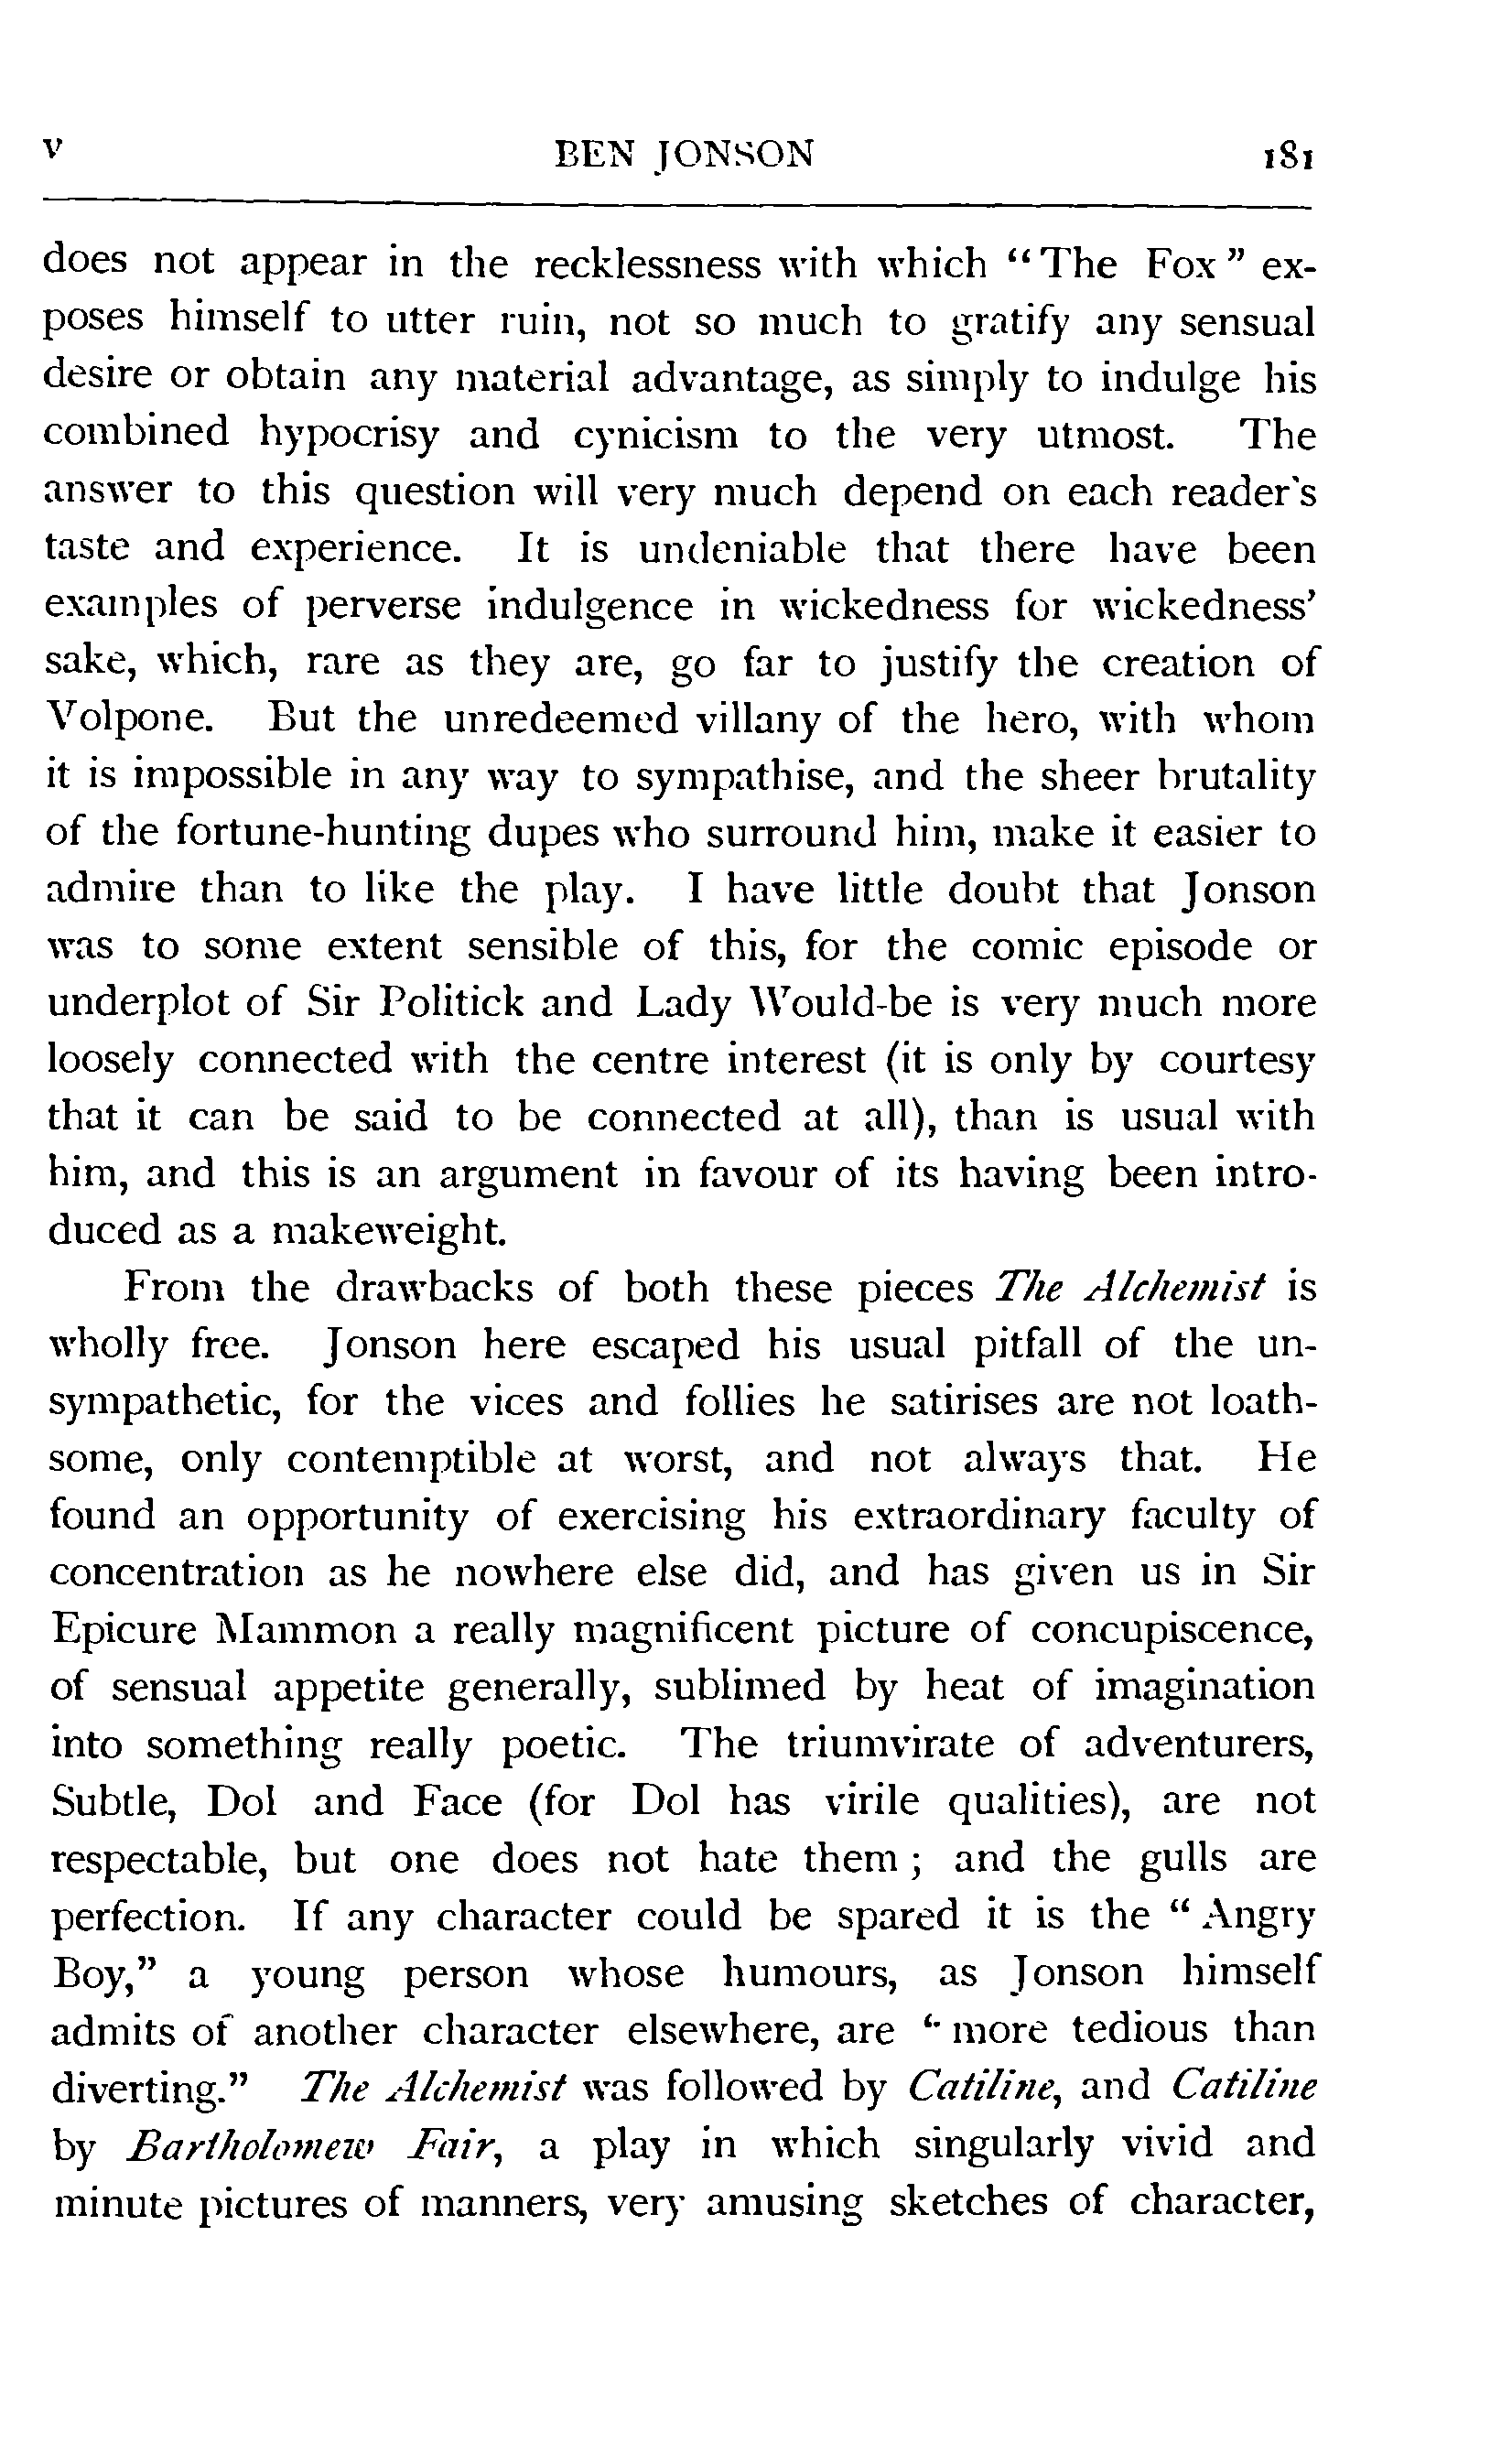 V BEN JONSON 181
does not appear in the recklessness with which “The Fox” ex-
poses himself to utter ruin, not so much to gratify any sensual
desire or obtain any material advantage, as simply to indulge his
combined hypocrisy and cynicism to the very utmost. The
answer to this question will very much depend on each reader's
taste and experience. It is undeniable that there have been
examples of perverse indulgence in wickedness for wickedness’
sake, which, rare as they are, go far to justify the creation of
Volpone. But the unredeemed villany of the hero, with whom
it is impossible in any way to sympathise, and the sheer brutality
of the fortune-hunting dupes who surround him, make it easier to
admire than to like the play. I have little doubt that Jonson
was to some extent sensible of this, for the comic episode or
underplot of Sir Politick and Lady Would-be is very much more
loosely connected with the centre interest (it is only by courtesy
that it can be said to be connected at all), than is usual with
him, and this is an argument in favour of its having been intro-
duced as a makeweight.
From the drawbacks of both these pieces The Alchemist is
wholly free. Jonson here escaped his usual pitfall of the un-
sympathetic, for the vices and follies he satirises are not loath-
some, only contemptible at worst, and not always that. He
found an opportunity of exercising his extraordinary faculty of
concentration as he nowhere else did, and has given us in Sir
Epicure Mammon a really magnificent picture of concupiscence,
of sensual appetite generally, sublimed by heat of imagination
into something really poetic. The triumvirate of adventurers,
Subtle, Dol and Face (for Dol has virile qualities), are not
respectable, but one does not hate them; and the gulls are
perfection. If any character could be spared it is the “Angry
Boy,” a young person whose humours, as Jonson himself
admits of another character elsewhere, are “more tedious than
diverting.” The Alchemist was followed by Catiline, and Catiline
by Bartholomew Fair, a play in which singularly vivid and
minute pictures of manners, very amusing sketches of character,